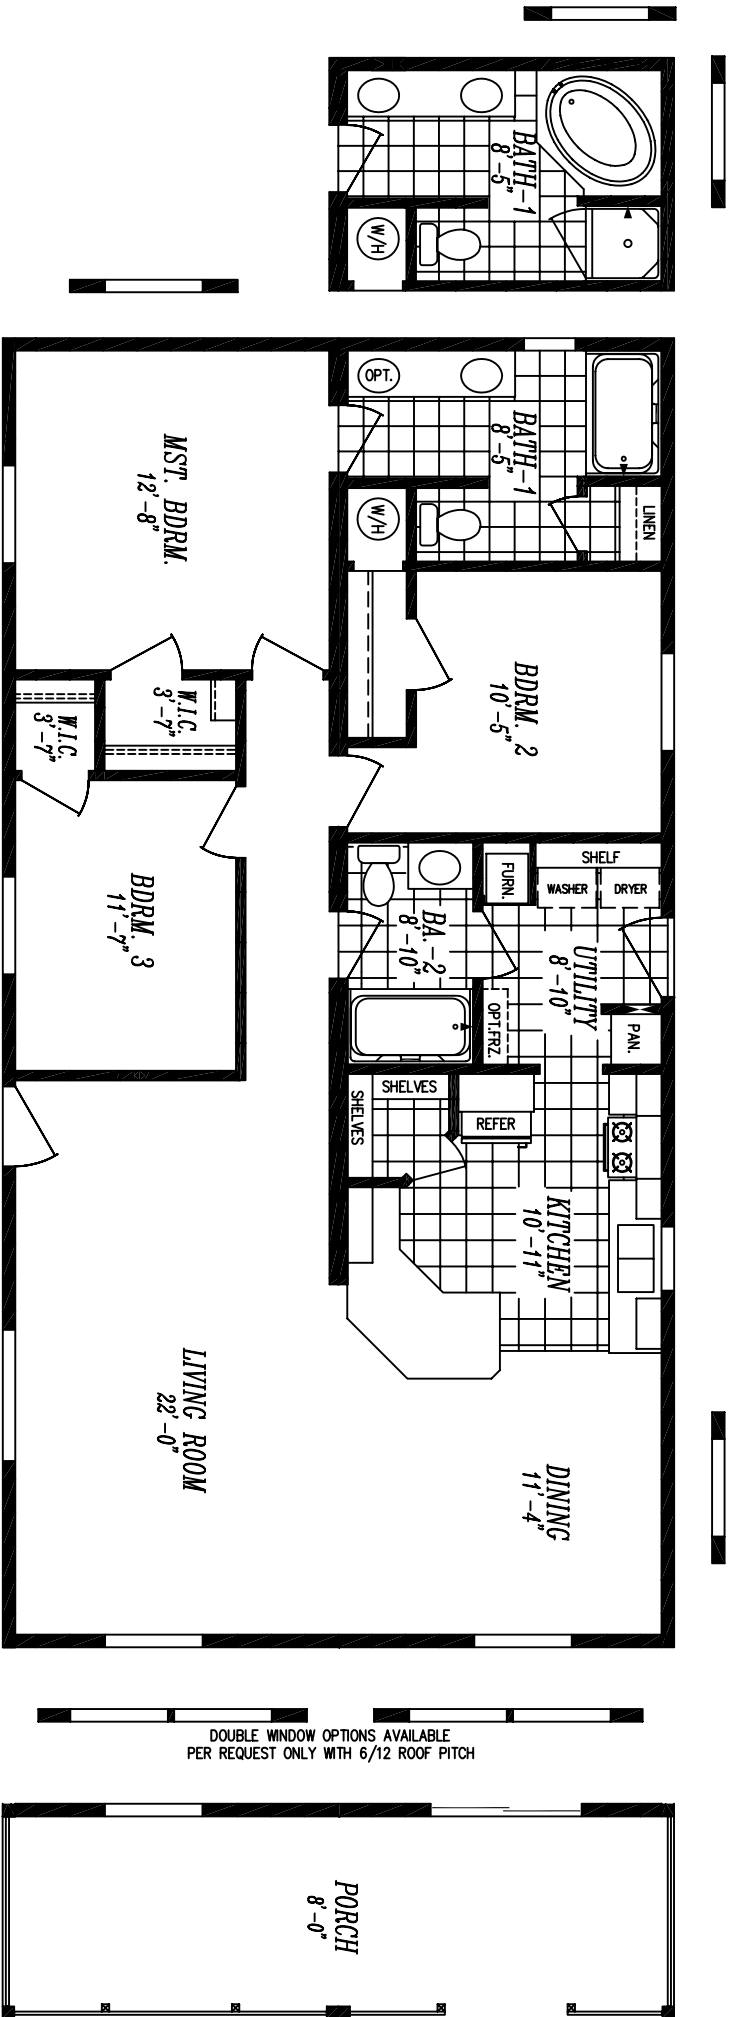 BATH-1
8'-5"
W/H
OPT.
BATH-1
8'-5"
W/H
LINEN
MST. BDRM.
12'-8"
W.I.C.
3'-7"
W.I.C.
3'-7"
BDRM. 2
10'-5"
BDRM. 3
11'-7"
SHELF
WASHER
DRYER
FURN.
BA.-2
8'-10"
UTILITY
8'-10"
OPT.FRZ.
PAN.
SHELVES
SHELVES
REFER
KITCHEN
10'-11"
LIVING ROOM
22'-0"
DINING
11'-4"
DOUBLE WINDOW OPTIONS AVAILABLE
PER REQUEST ONLY WITH 6/12 ROOF PITCH
PORCH
8'-0"